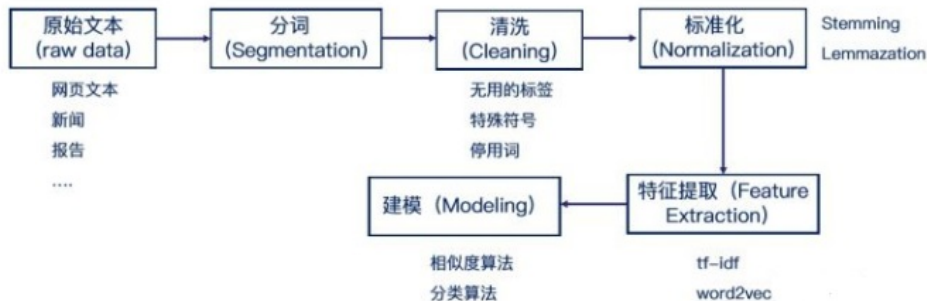 原始文本
(raw data)
分词
(Segmentation)
清洗
(Cleaning)
标准化
(Normalization)
Stemming
Lemmazation
网页文本
新闻
报告
....
无用的标签
特殊符号
停用词
建模（Modeling）
特征提取（Feature
Extraction）
相似度算法
分类算法
tf-idf
word2vec